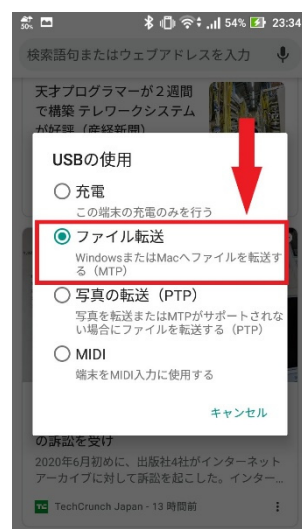 50%
54% 23:34
検索語句またはウェブアドレスを入力
天才プログラマーが2週間
で構築 テレワークシステム
が好評（産経新聞）
USBの使用
充電
この端末の充電のみを行う
ファイル転送
WindowsまたはMacへファイルを転送す
る（MTP）
写真の転送（PTP）
写真を転送またはMTPがサポートされな
い場合にファイルを転送する（PTP）
MIDI
端末をMIDI入力に使用する
キャンセル
の訴訟を受け
2020年6月初めに、出版社4社がインターネット
アーカイブに対して訴訟を起こした。インター...
TechCrunch Japan - 13 時間前